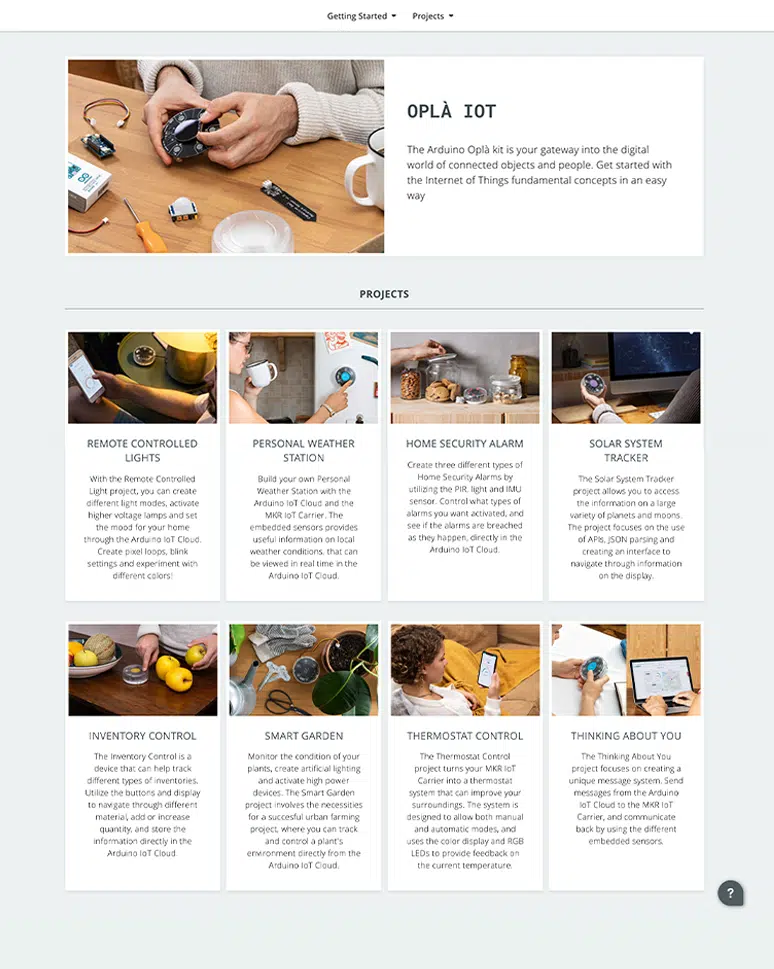 Getting Started
Projects
OPLÀ IOT
The Arduino Oplà kit is your gateway into the digital
world of connected objects and people. Get started with
the Internet of Things fundamental concepts in an easy
way
PROJECTS
REMOTE CONTROLLED
LIGHTS
With the Remote Controlled
Light project, you can create
different light modes, activate
higher voltage lamps and set
the mood for your home
through the Arduino IoT Cloud.
Create pixel loops, blink
settings and experiment with
different colors!
PERSONAL WEATHER
STATION
Build your own Personal
Weather Station with the
Arduino IoT Cloud and the
MKR IoT Carrier. The
embedded sensors provides
useful information on local
weather conditions, that can
be viewed in real time in the
Arduino IoT Cloud.
HOME SECURITY ALARM
Create three different types of
Home Security Alarms by
utilizing the PIR, light and IMU
sensor. Control what types of
alarms you want activated, and
see if the alarms are breached
as they happen, directly in the
Arduino IoT Cloud.
SOLAR SYSTEM
TRACKER
The Solar System Tracker
project allows you to access
the information on a large
variety of planets and moons.
The project focuses on the use
of APIs, JSON parsing and
creating an interface to
navigate through information
on the display.
INVENTORY CONTROL
The Inventory Control is a
device that can help track
different types of inventories.
Utilize the buttons and display
to navigate through different
material, add or increase
quantity, and store the
information directly in the
Arduino IoT Cloud.
SMART GARDEN
Monitor the condition of your
plants, create artificial lighting
and activate high power
devices. The Smart Garden
project involves the necessities
for a succesful urban farming
project, where you can track
and control a plant's
environment directly from the
Arduino IoT Cloud.
THERMOSTAT CONTROL
The Thermostat Control
project turns your MKR IoT
Carrier into a thermostat
system that can improve your
surroundings. The system is
designed to allow both manual
and automatic modes, and
uses the color display and RGB
LEDs to provide feedback on
the current temperature.
THINKING ABOUT YOU
The Thinking About You
project focuses on creating a
unique message system. Send
messages from the Arduino
IoT Cloud to the MKR IoT
Carrier, and communicate
back by using the different
embedded sensors.
?